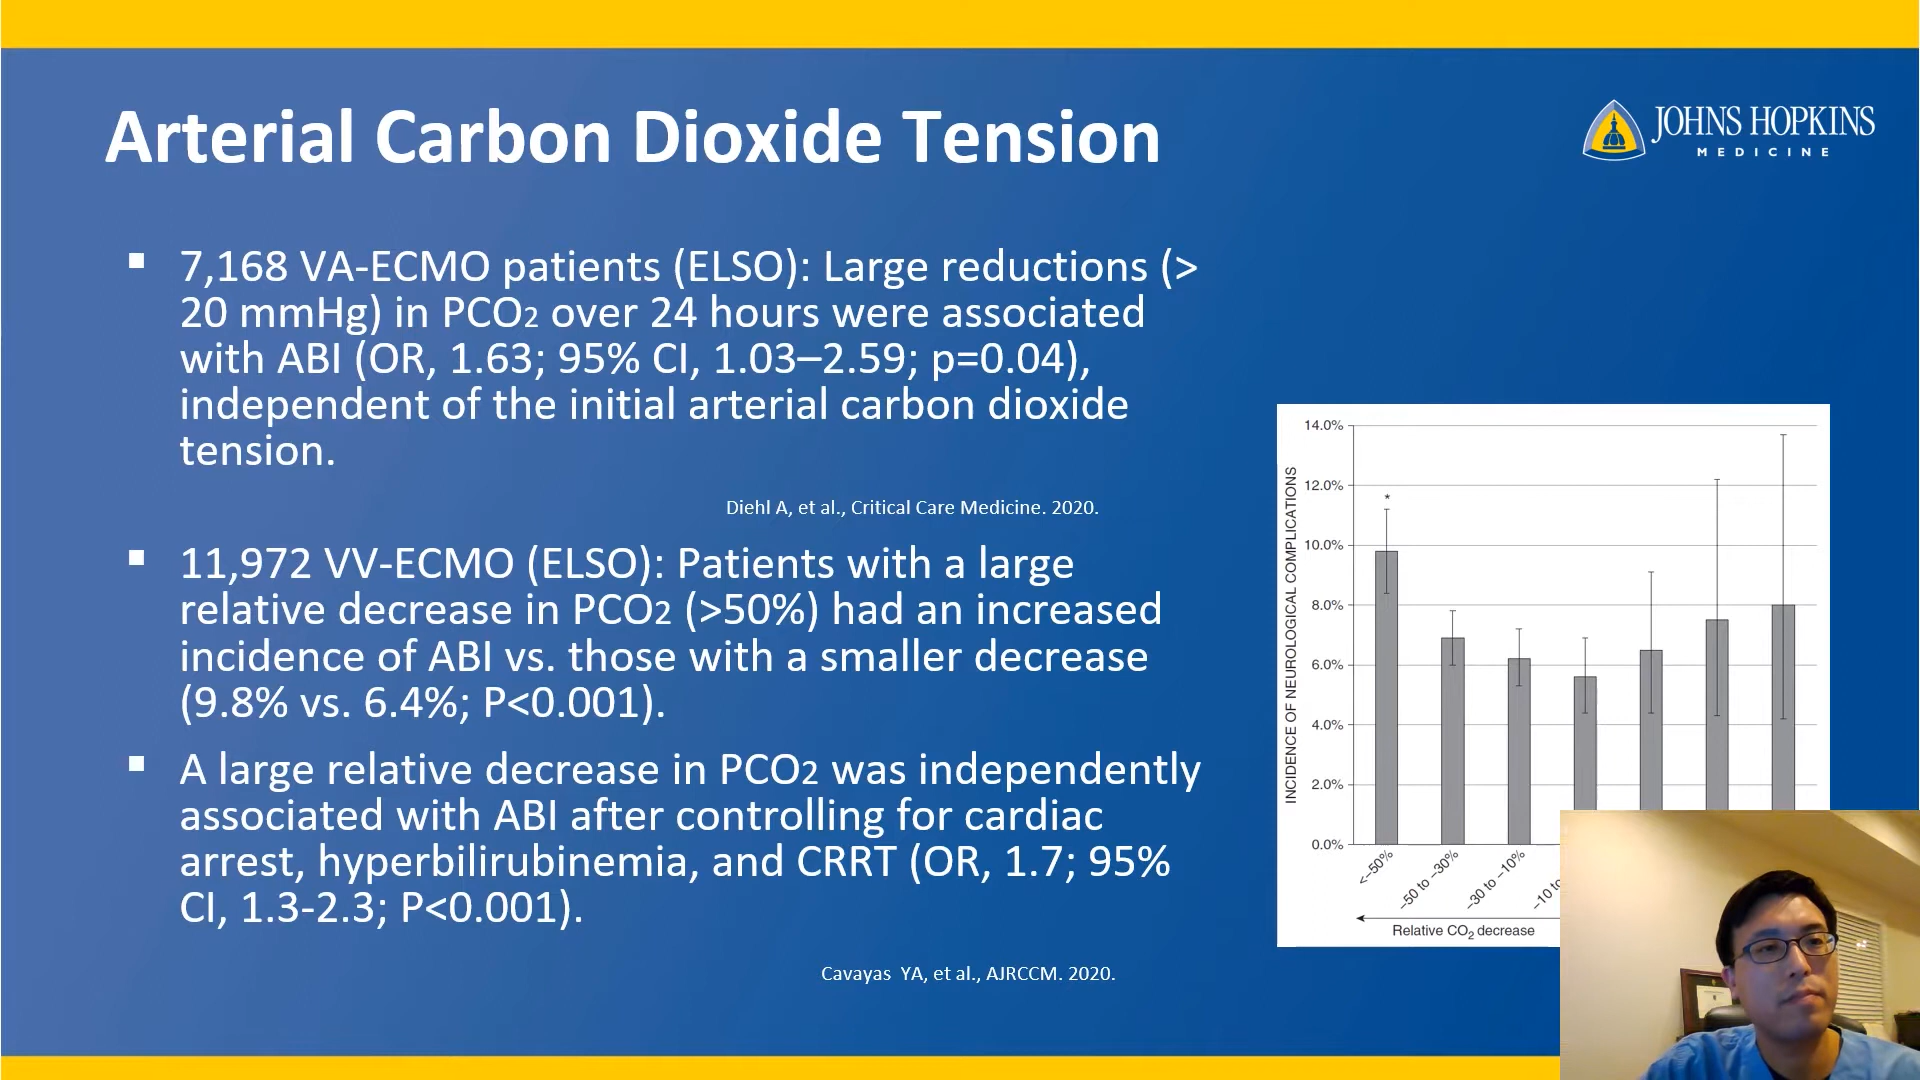 Arterial Carbon Dioxide Tension
JOHNS HOPKINS
MEDICINE
▪ 7,168 VA-ECMO patients (ELSO): Large reductions (>
20 mmHg) in PCO2 over 24 hours were associated
with ABI (OR, 1.63; 95% CI, 1.03–2.59; p=0.04),
independent of the initial arterial carbon dioxide
tension.
Diehl A, et al., Critical Care Medicine. 2020.
▪ 11,972 VV-ECMO (ELSO): Patients with a large
relative decrease in PCO2 (>50%) had an increased
incidence of ABI vs. those with a smaller decrease
(9.8% vs. 6.4%; P<0.001).
▪ A large relative decrease in PCO2 was independently
associated with ABI after controlling for cardiac
arrest, hyperbilirubinemia, and CRRT (OR, 1.7; 95%
CI, 1.3-2.3; P<0.001).
Cavayas YA, et al., AJRCCM. 2020.
INCIDENCE OF NEUROLOGICAL COMPLICATIONS
14.0%
12.0%
10.0%
8.0%
6.0%
4.0%
2.0%
0.0%
*
<–50%
–50 to –30%
–30 to –10%
–10 to
Relative CO2 decrease